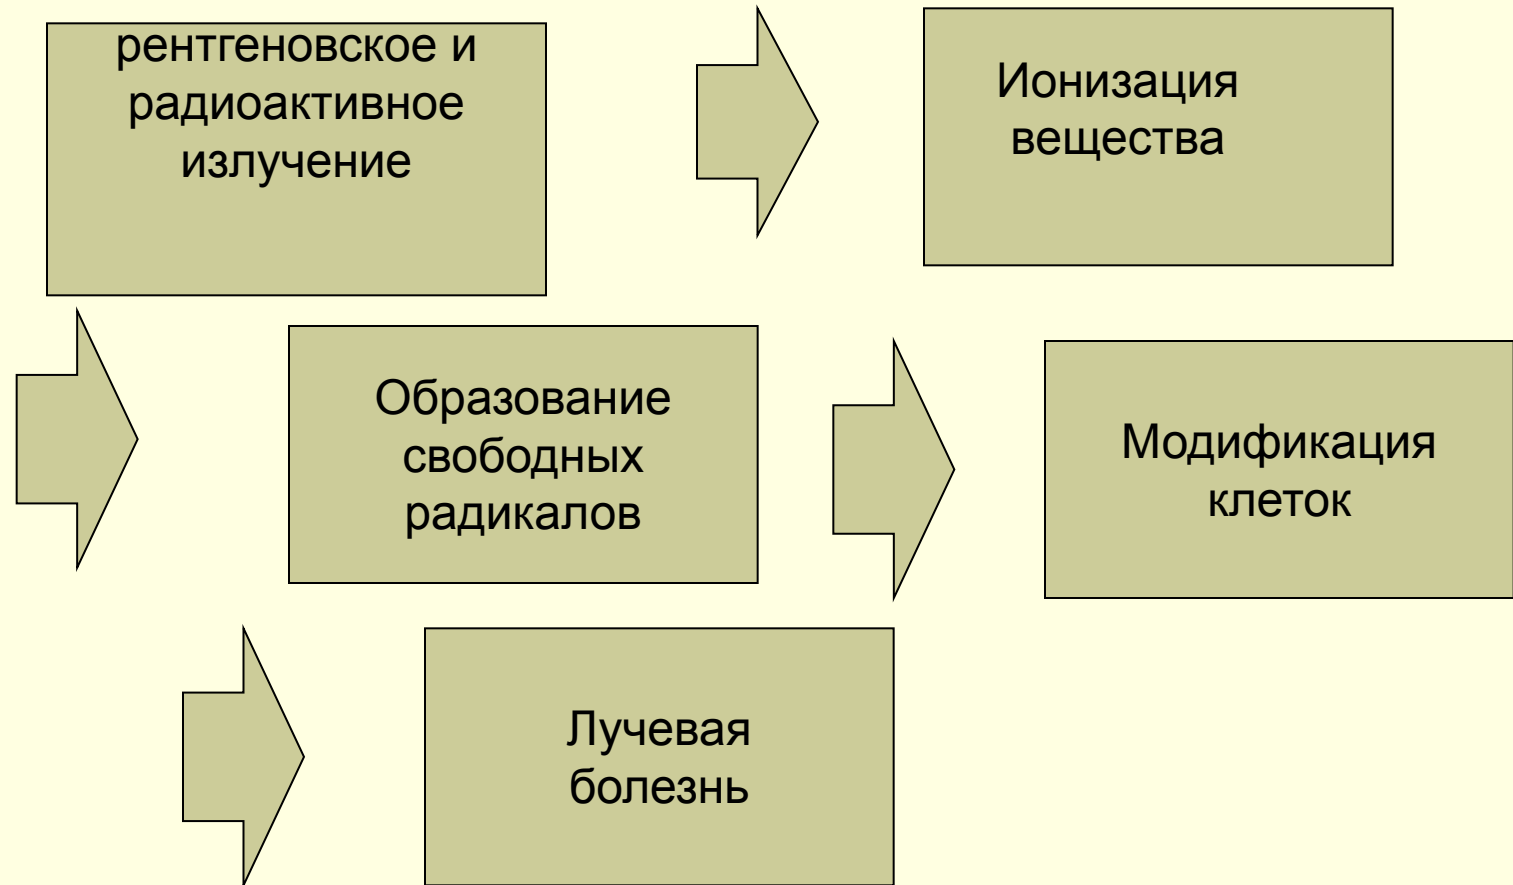 рентгеновское и
радиоактивное
излучение
Ионизация
вещества
Образование
свободных
радикалов
Модификация
клеток
Лучевая
болезнь